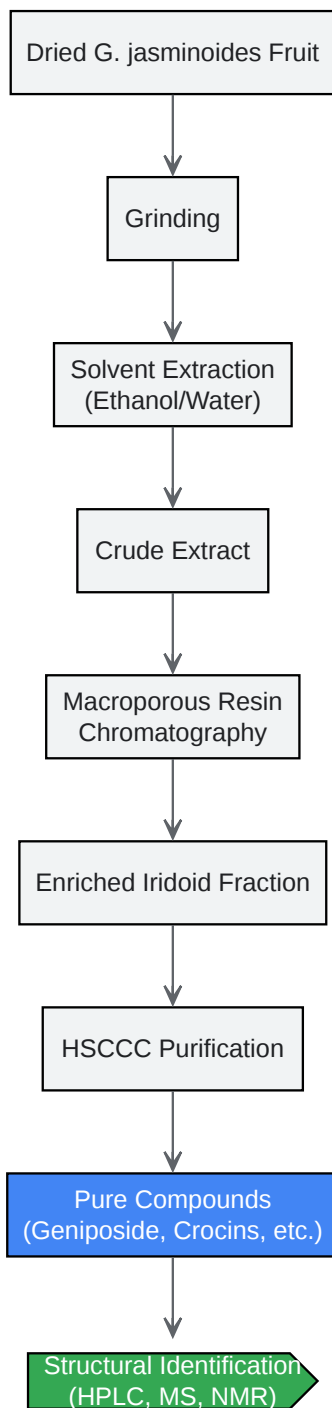 Dried G. jasminoides Fruit
Grinding
Solvent Extraction
(Ethanol/Water)
Crude Extract
Macroporous Resin
Chromatography
Enriched Iridoid Fraction
HSCCC Purification
Pure Compounds
(Geniposide, Crocins, etc.)
Structural Identification
(HPLC, MS, NMR)